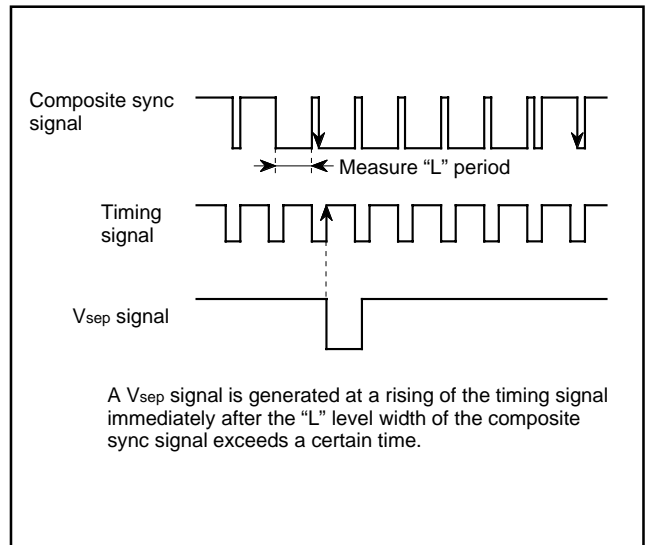 Composite sync
signal
Measure “L” period
Timing
signal
Vsep signal
A Vsep signal is generated at a rising of the timing signal
immediately after the “L” level width of the composite
sync signal exceeds a certain time.